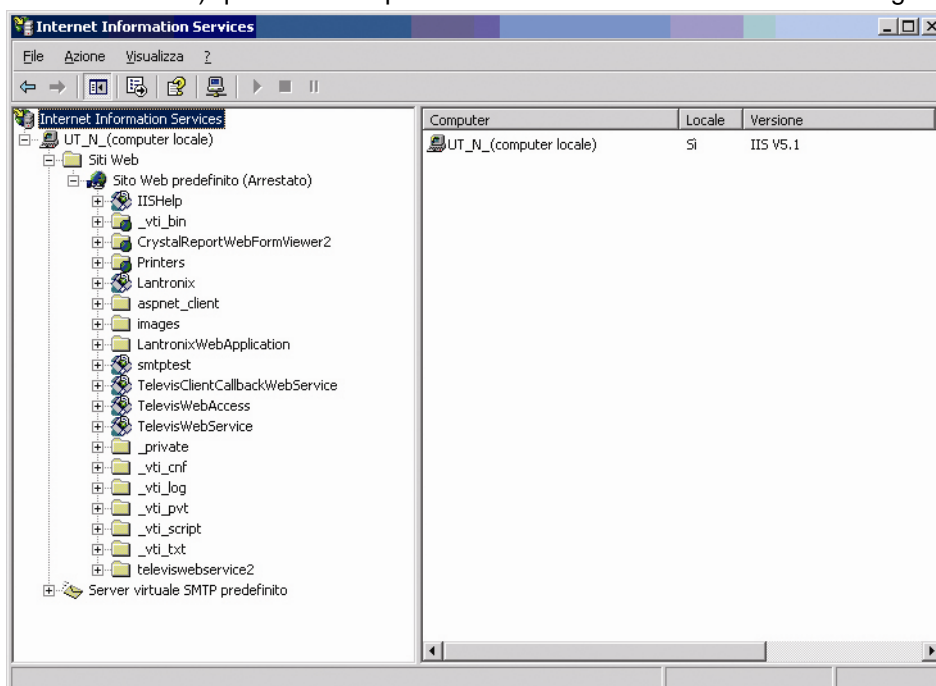 Internet Information Services
File Azione Visualizza ?
Internet Information Services
UT_N_(computer locale)
Siti Web
Sito Web predefinito (Arrestato)
IISHelp
_vti_bin
CrystalReportWebFormViewer2
Printers
Lantronix
aspnet_client
images
LantronixWebApplication
smtptest
TelevisClientCallbackWebService
TelevisWebAccess
TelevisWebService
_private
_vti_cnf
_vti_log
_vti_pvt
_vti_script
_vti_txt
televiswebservice2
Server virtuale SMTP predefinito
Computer Locale Versione
UT_N_(computer locale) Sì IIS V5.1